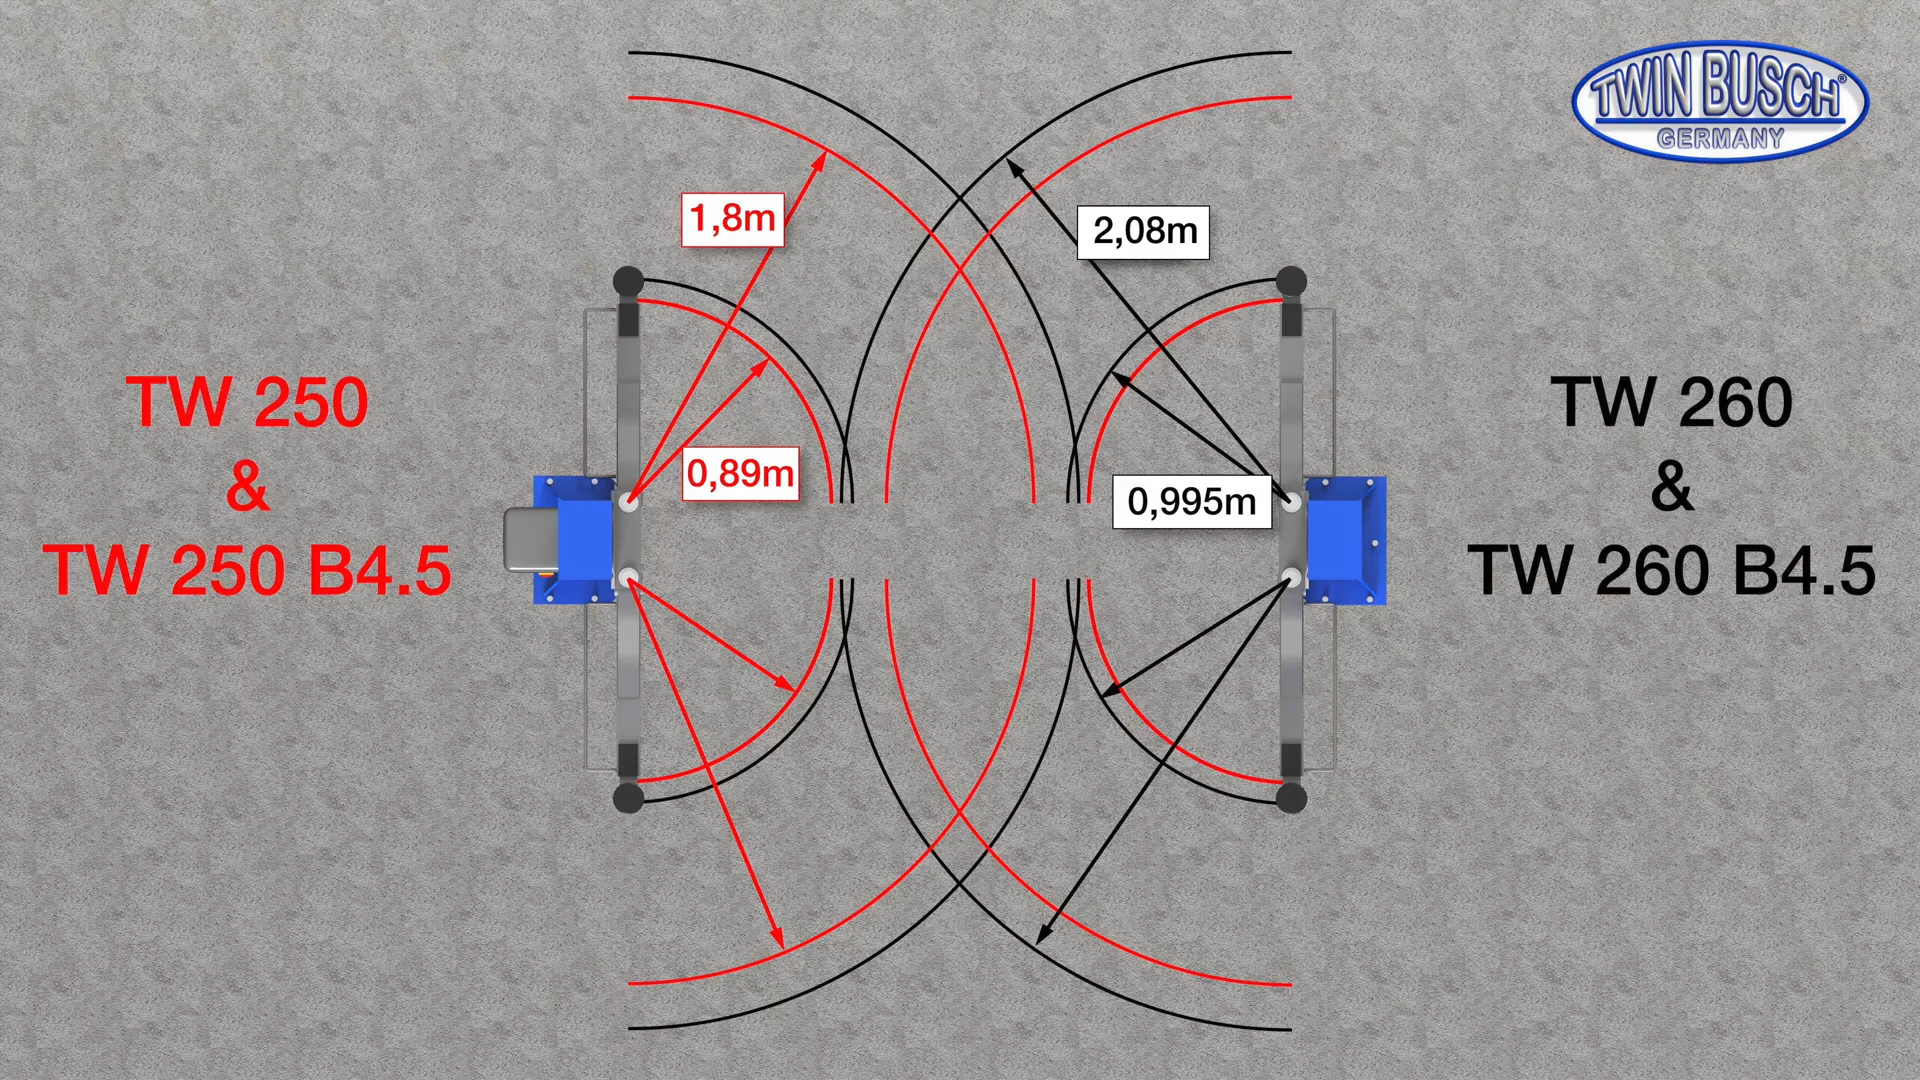 TWIN BUSCH®
GERMANY
1,8m
2,08m
0,89m
0,995m
TW 250
&
TW 250 B4.5
TW 260
&
TW 260 B4.5